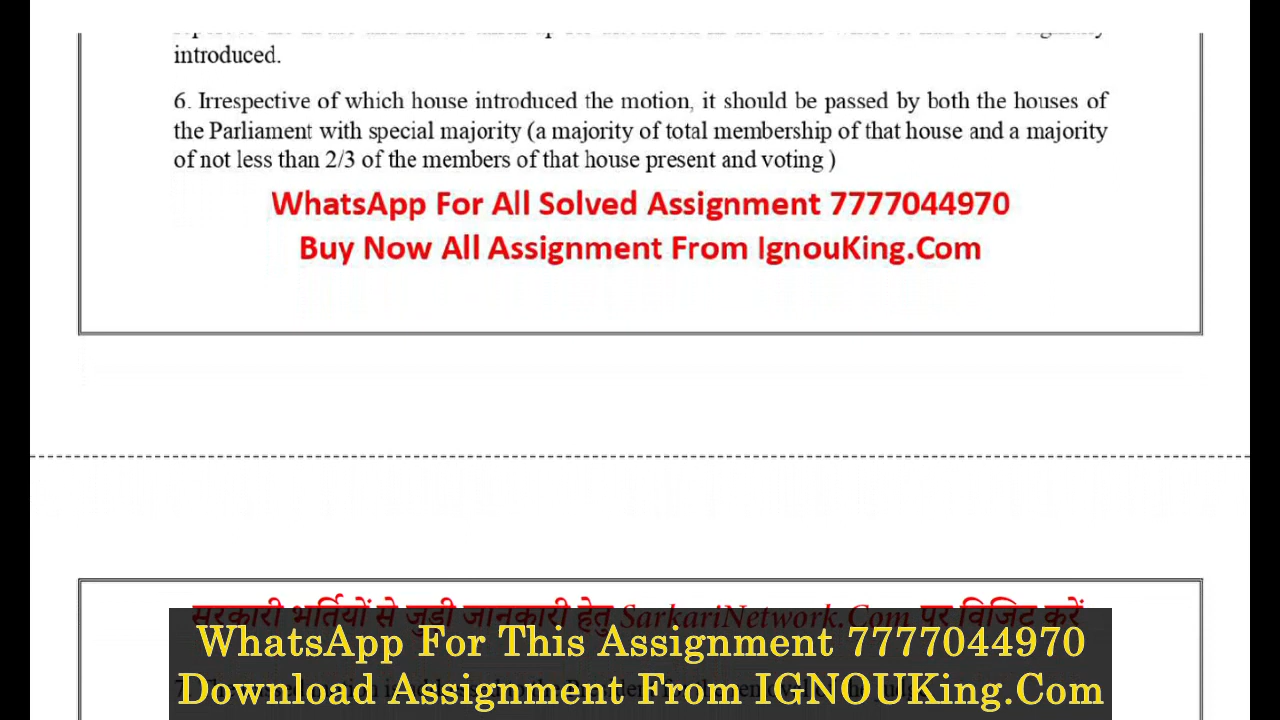 introduced.
6. Irrespective of which house introduced the motion, it should be passed by both the houses of
the Parliament with special majority (a majority of total membership of that house and a majority
of not less than 2/3 of the members of that house present and voting )
WhatsApp For All Solved Assignment 7777044970
Buy Now All Assignment From IgnouKing.Com
सरकारी भर्तियों से जुड़ी जानकारी हेतु SarkariNetwork.Com पर विजिट करें
WhatsApp For This Assignment 7777044970
Download Assignment From IGNOUKing.Com